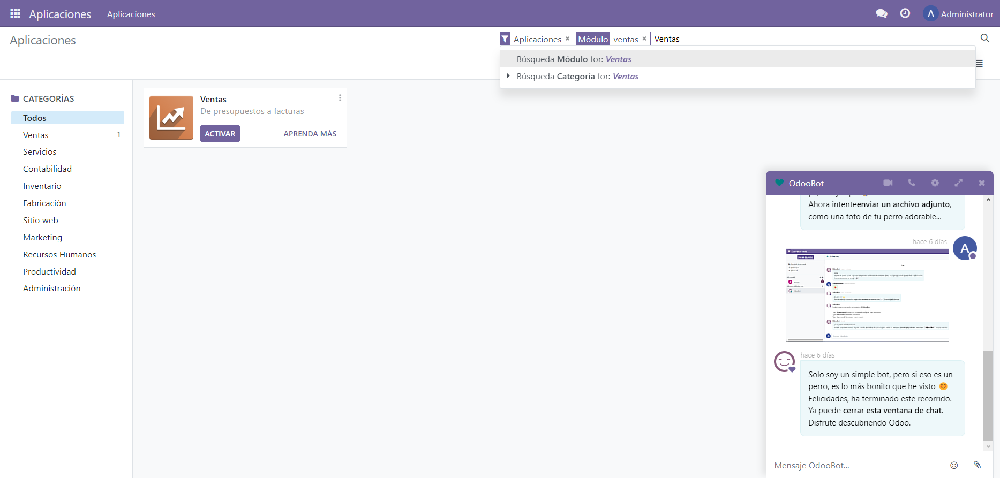 Aplicaciones
Aplicaciones
A Administrator
Aplicaciones
Aplicaciones ×
Módulo ventas ×
Ventas
Búsqueda Módulo for: Ventas
Búsqueda Categoría for: Ventas
CATEGORÍAS
Todos
Ventas 1
Servicios
Contabilidad
Inventario
Fabricación
Sitio web
Marketing
Recursos Humanos
Productividad
Administración
Ventas
De presupuestos a facturas
ACTIVAR
APRENDA MÁS
OdooBot
Ahora intenteenviar un archivo adjunto,
como una foto de tu perro adorable...
hace 6 días
A
hace 6 días
Solo soy un simple bot, pero si eso es un
perro, es lo más bonito que he visto 😊
Felicidades, ha terminado este recorrido.
Ya puede cerrar esta ventana de chat.
Disfrute descubriendo Odoo.
Mensaje OdooBot...